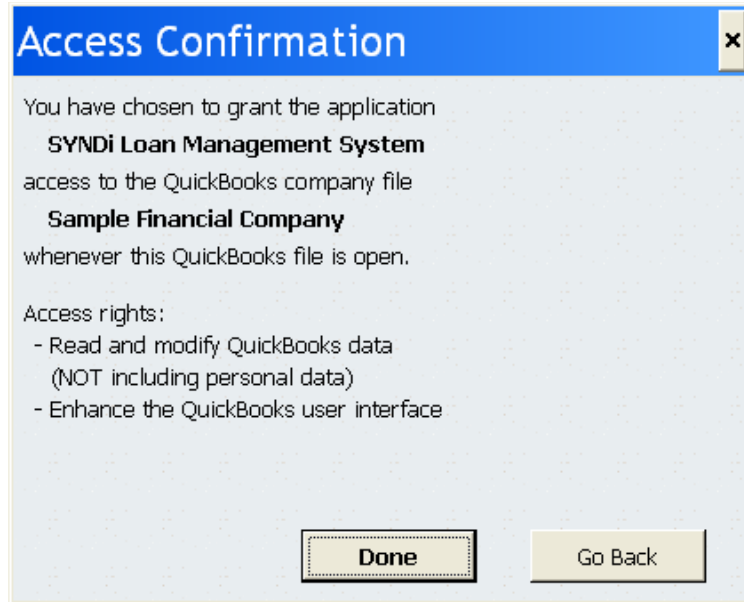 Access Confirmation
You have chosen to grant the application
SYNDi Loan Management System
access to the QuickBooks company file
Sample Financial Company
whenever this QuickBooks file is open.
Access rights:
- Read and modify QuickBooks data
(NOT including personal data)
- Enhance the QuickBooks user interface
Done
Go Back